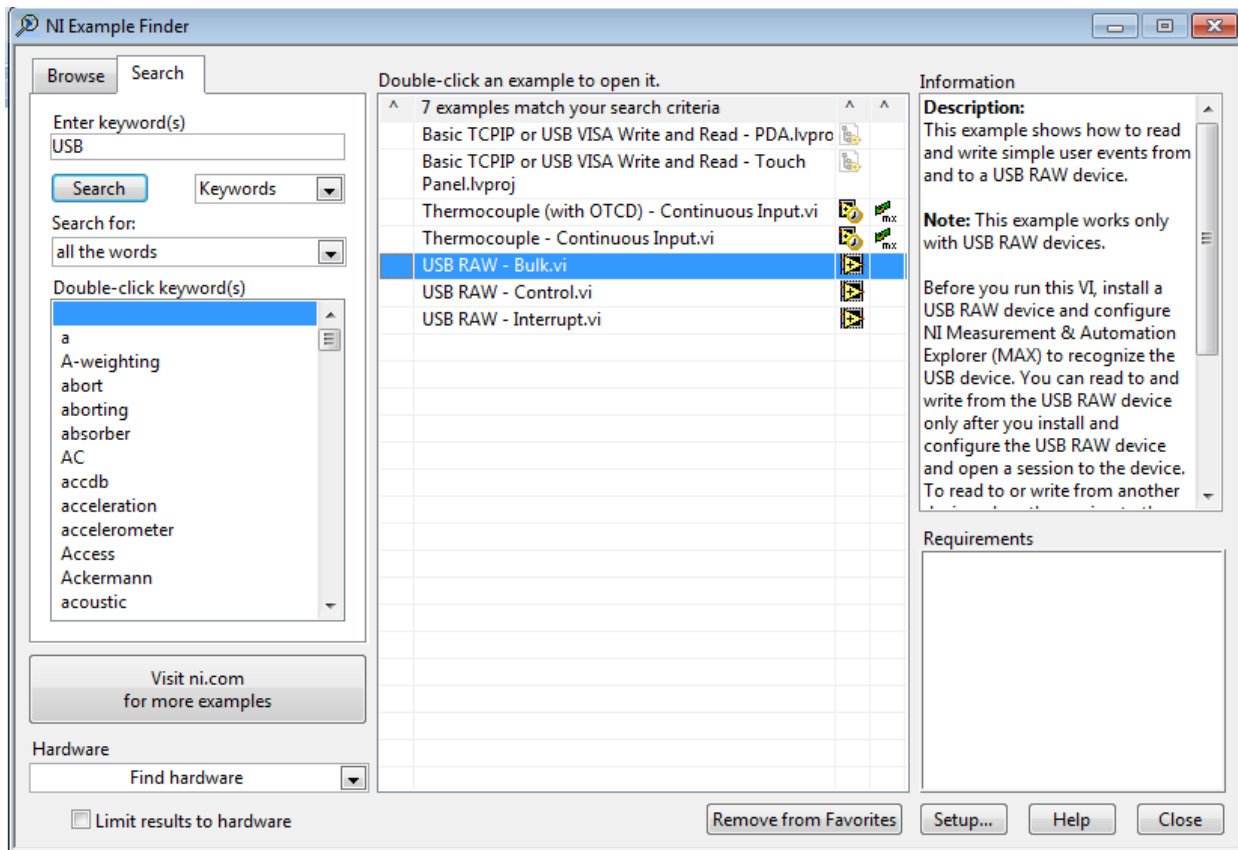 NI Example Finder
Browse
Search
Enter keyword(s)
USB
Search
Keywords
Search for:
all the words
Double-click keyword(s)
a
A-weighting
abort
aborting
absorber
AC
accdb
acceleration
accelerometer
Access
Ackermann
acoustic
Visit ni.com
for more examples
Hardware
Find hardware
Limit results to hardware
Double-click an example to open it.
^ 7 examples match your search criteria ^ ^
Basic TCPIP or USB VISA Write and Read - PDA.lvpro
Basic TCPIP or USB VISA Write and Read - Touch
Panel.lvproj
Thermocouple (with OTCD) - Continuous Input.vi
mx
Thermocouple - Continuous Input.vi
mx
USB RAW - Bulk.vi
USB RAW - Control.vi
USB RAW - Interrupt.vi
Information
Description:
This example shows how to read
and write simple user events from
and to a USB RAW device.
Note: This example works only
with USB RAW devices.
Before you run this VI, install a
USB RAW device and configure
NI Measurement & Automation
Explorer (MAX) to recognize the
USB device. You can read to and
write from the USB RAW device
only after you install and
configure the USB RAW device
and open a session to the device.
To read to or write from another
Requirements
Remove from Favorites
Setup...
Help
Close